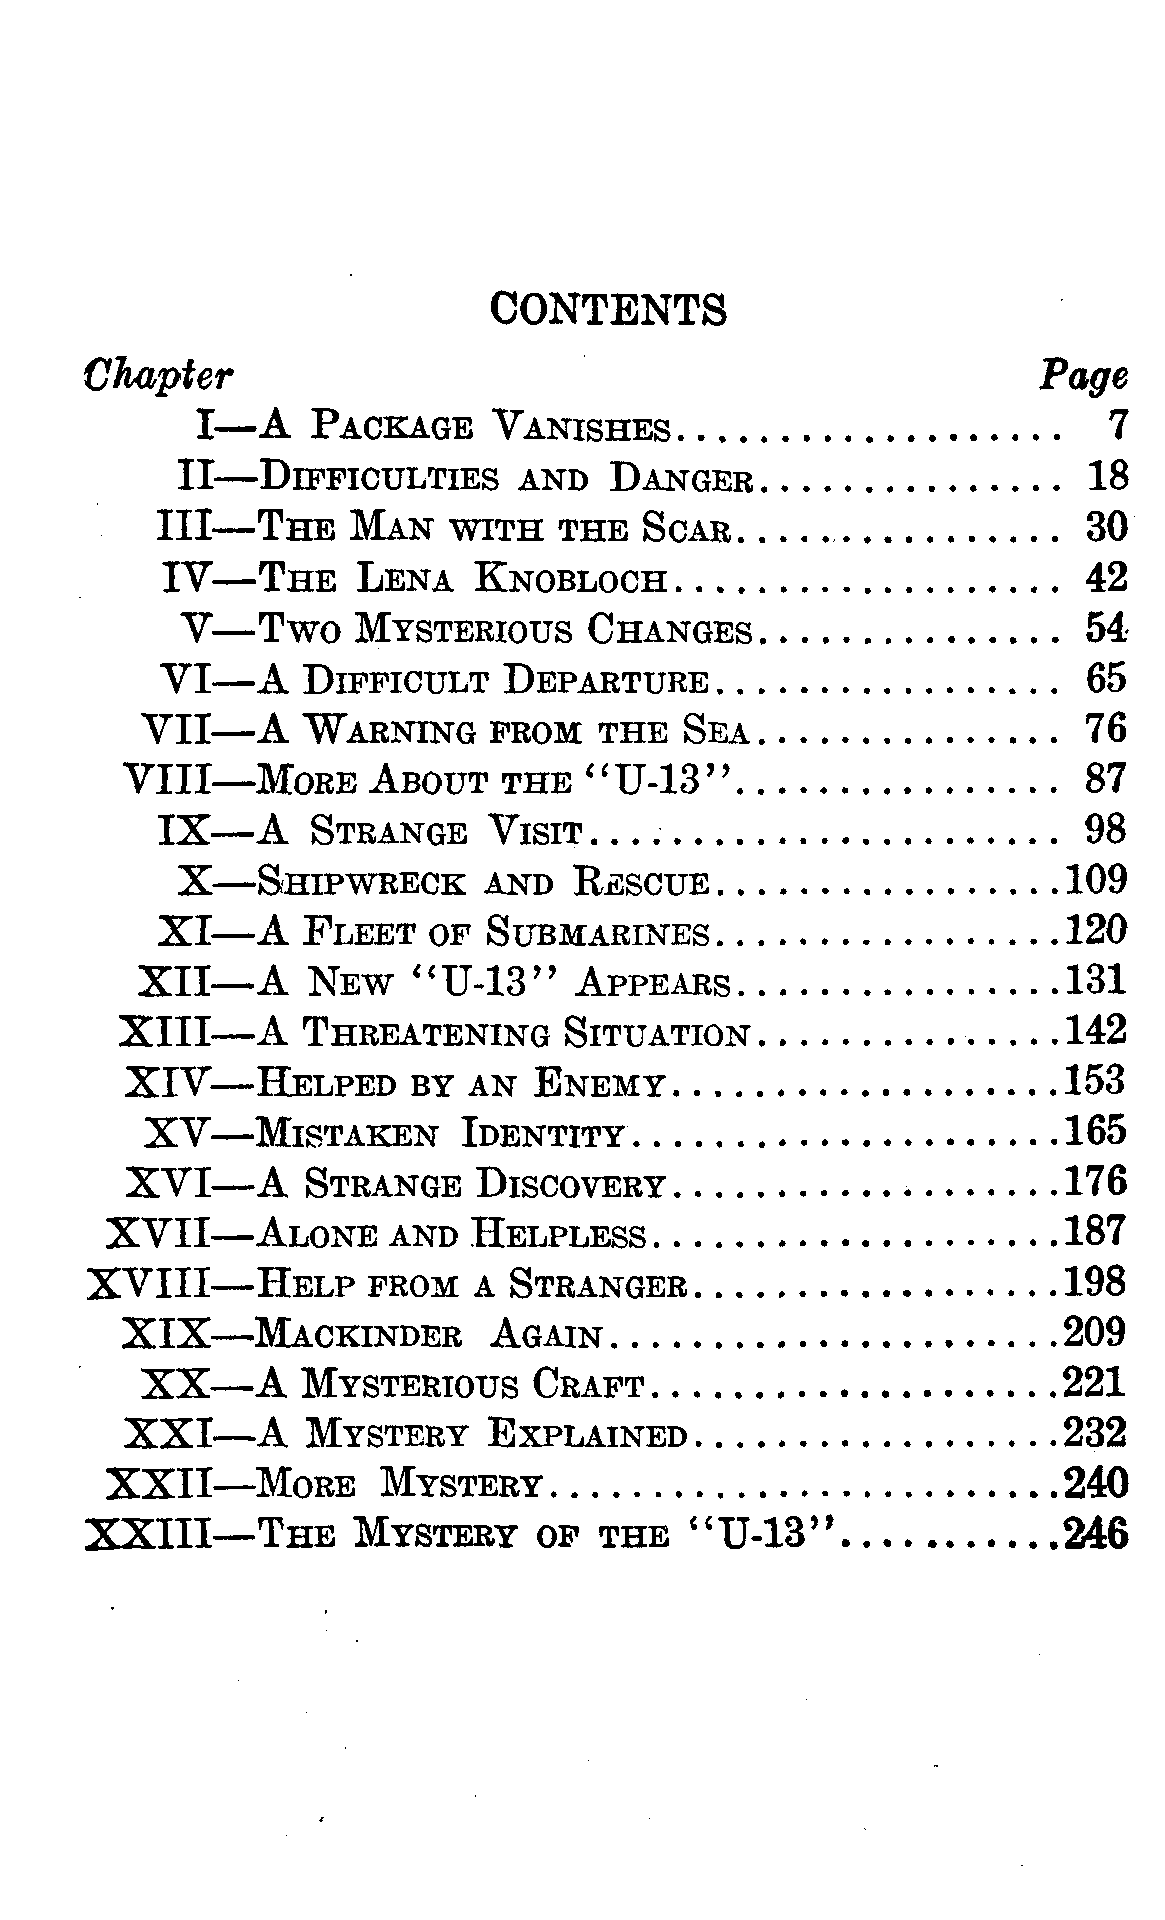 CONTENTS
Chapter Page
I—A Package Vanishes................... 7
II—Difficulties and Danger............... 18
III—The Man with the Scar................ 30
IV—The Lena Knobloch................... 42
V—Two Mysterious Changes............... 54
VI—A Difficult Departure................. 65
VII—A Warning from the Sea............... 76
VIII—More About the “U-13”................ 87
IX—A Strange Visit....................... 98
X—Shipwreck and Rescue.................109
XI—A Fleet of Submarines.................120
XII—A New “U-13” Appears................131
XIII—A Threatening Situation...............142
XIV—Helped by an Enemy...................153
XV—Mistaken Identity.....................165
XVI—A Strange Discovery...................176
XVII—Alone and Helpless....................187
XVIII—Help from a Stranger..................198
XIX—Mackinder Again......................209
XX—A Mysterious Craft....................221
XXI—A Mystery Explained..................232
XXII—More Mystery.........................240
XXIII—The Mystery of the “U-13”...........246